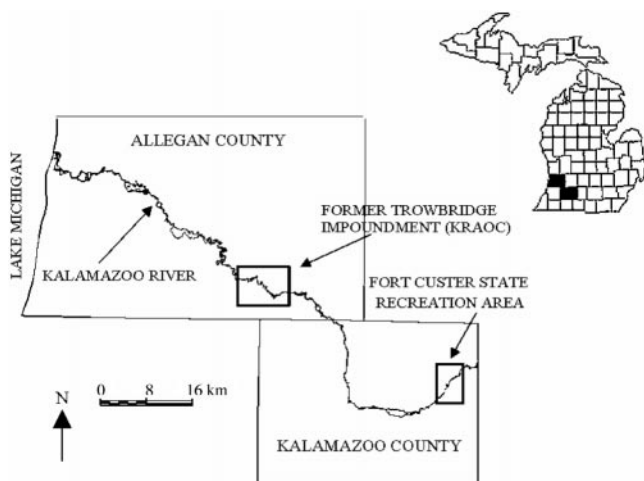 ALLEGAN COUNTY
LAKE MICHIGAN
FORMER TROWBRIDGE
IMPOUNDMENT (KRAOC)
KALAMAZOO RIVER
FORT CUSTER STATE
RECREATION AREA
0 8 16 km
N
KALAMAZOO COUNTY